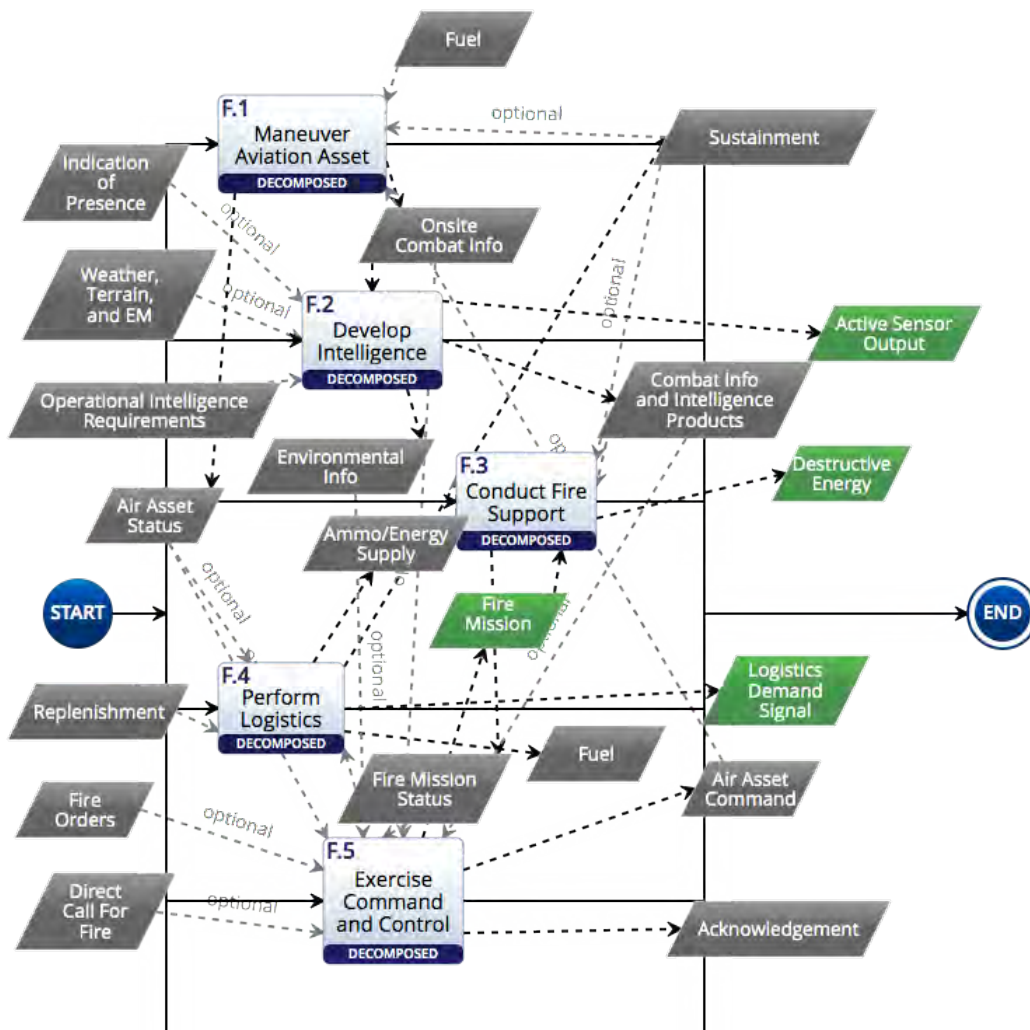 Fuel
F.1
Maneuver
Aviation Asset
DECOMPOSED
optional
Sustainment
Indication
of
Presence
optional
Onsite
Combat Info
Weather,
Terrain,
and EM
optional
F.2
Develop
Intelligence
DECOMPOSED
optional
Active Sensor
Output
Operational Intelligence
Requirements
Combat Info
and Intelligence
Products
Environmental
Info
F.3
Conduct Fire
Support
DECOMPOSED
Destructive
Energy
Air Asset
Status
Ammo/Energy
Supply
optional
START
Fire
Mission
optional
optional
END
F.4
Perform
Logistics
DECOMPOSED
Replenishment
Logistics
Demand
Signal
Fuel
Fire Mission
Status
Air Asset
Command
Fire
Orders
optional
F.5
Exercise
Command
and Control
DECOMPOSED
Direct
Call For
Fire
optional
Acknowledgement